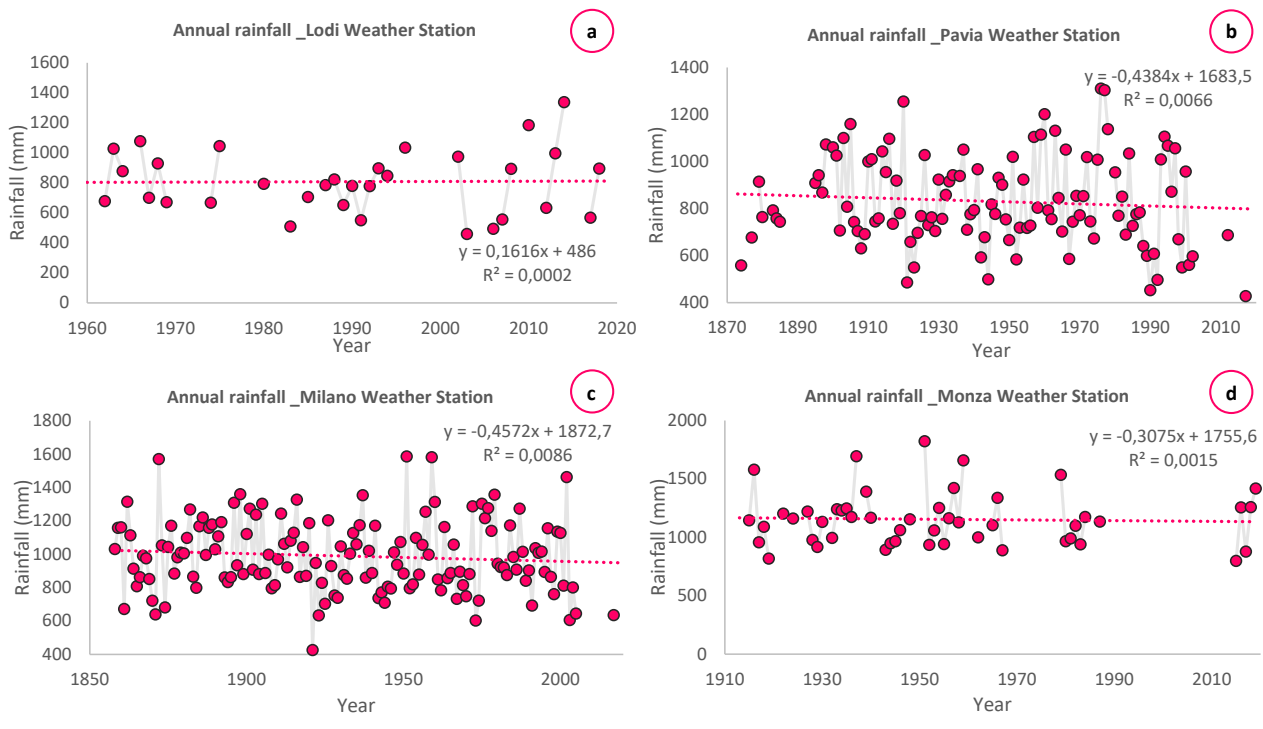 Annual rainfall _Lodi Weather Station
a
1600
1400
1200
1000
800
600
400
200
0
Rainfall (mm)
y = 0,1616x + 486
R² = 0,0002
1960
1970
1980
1990
2000
2010
2020
Year
Annual rainfall _Pavia Weather Station
b
1400
1200
1000
800
600
400
Rainfall (mm)
y = -0,4384x + 1683,5
R² = 0,0066
1870
1890
1910
1930
1950
1970
1990
2010
Year
Annual rainfall _Milano Weather Station
c
1800
1600
1400
1200
1000
800
600
400
Rainfall (mm)
y = -0,4572x + 1872,7
R² = 0,0086
1850
1900
1950
2000
Year
Annual rainfall _Monza Weather Station
d
2000
1500
1000
500
0
Rainfall (mm)
y = -0,3075x + 1755,6
R² = 0,0015
1910
1930
1950
1970
1990
2010
Year